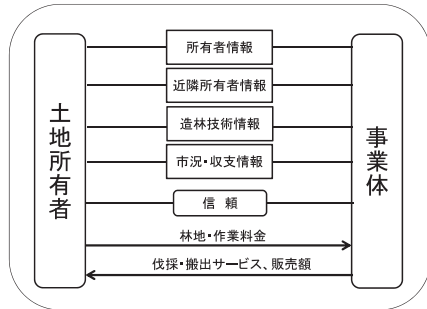 土地所有者
所有者情報
近隣所有者情報
造林技術情報
市況・収支情報
信頼
林地・作業料金
伐採・搬出サービス、販売額
事業体